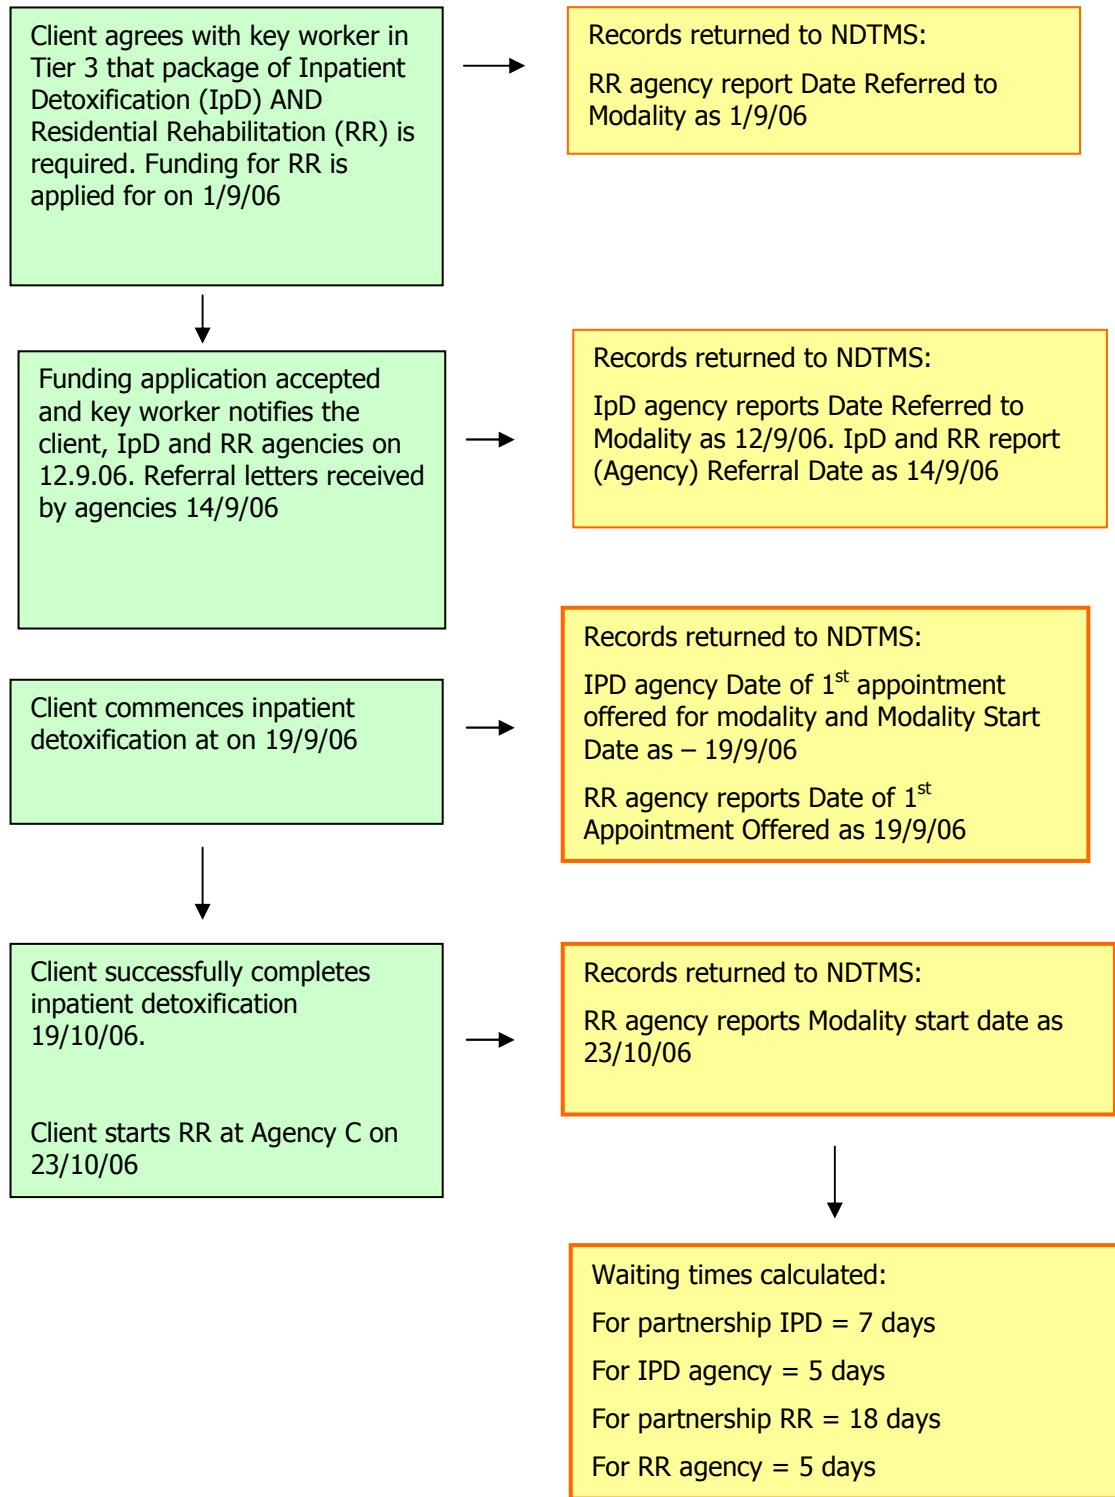 Client agrees with key worker in
Tier 3 that package of Inpatient
Detoxification (IpD) AND
Residential Rehabilitation (RR) is
required. Funding for RR is
applied for on 1/9/06
Records returned to NDTMS:
RR agency report Date Referred to
Modality as 1/9/06
Funding application accepted
and key worker notifies the
client, IpD and RR agencies on
12.9.06. Referral letters received
by agencies 14/9/06
Records returned to NDTMS:
IpD agency reports Date Referred to
Modality as 12/9/06. IpD and RR report
(Agency) Referral Date as 14/9/06
Client commences inpatient
detoxification at on 19/9/06
Records returned to NDTMS:
IPD agency Date of 1st appointment
offered for modality and Modality Start
Date as – 19/9/06
RR agency reports Date of 1st
Appointment Offered as 19/9/06
Client successfully completes
inpatient detoxification
19/10/06.
Client starts RR at Agency C on
23/10/06
Records returned to NDTMS:
RR agency reports Modality start date as
23/10/06
Waiting times calculated:
For partnership IPD = 7 days
For IPD agency = 5 days
For partnership RR = 18 days
For RR agency = 5 days